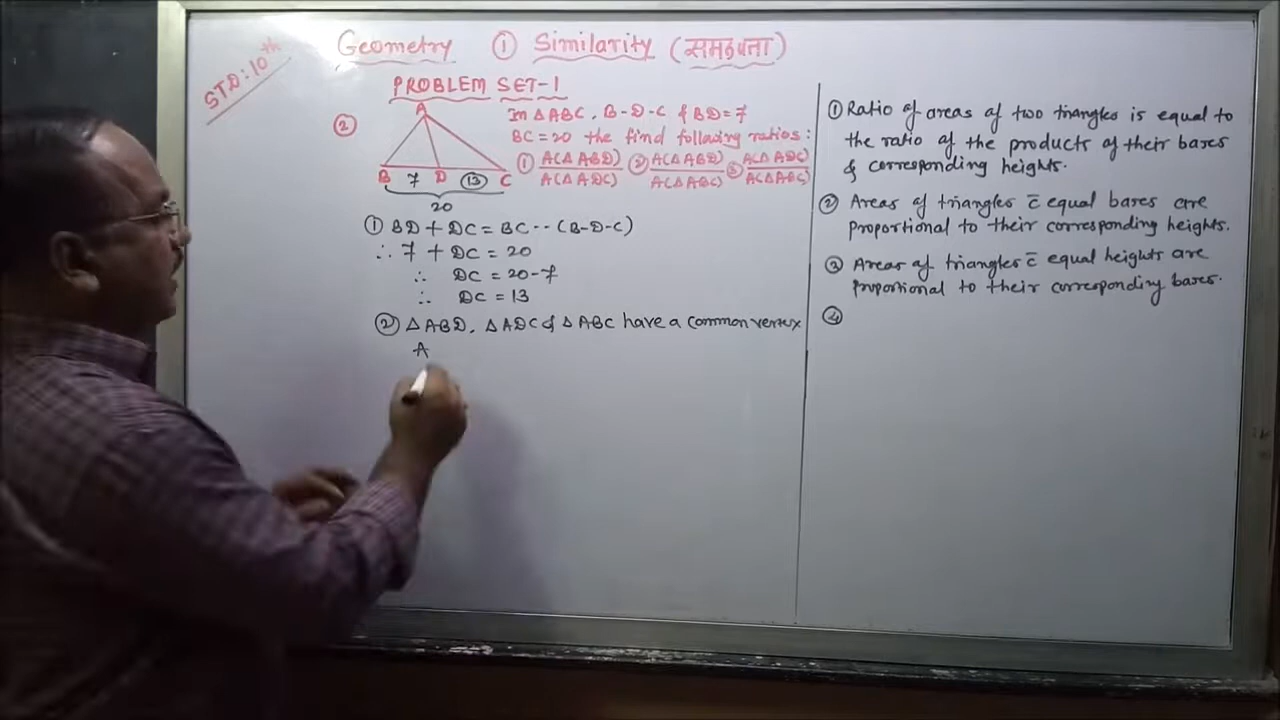 STD: 10th
Geometry ① Similarity (समरुपता)
PROBLEM SET-1
②
A
B 7 D 13 C
20
In △ABC, B-D-C & BD=7
BC=20 the find following ratios:
① A(△ABD)/A(△ADC) ② A(△ABD)/A(△ABC) ③ A(△ADC)/A(△ABC)
① BD + DC = BC -- (B-D-C)
∴ 7 + DC = 20
∴ DC = 20-7
∴ DC = 13
② △ABD, △ADC & △ABC have a common vertex
A
① Ratio of areas of two triangles is equal to
the ratio of the products of their bases
& corresponding heights.
② Areas of triangles c̄ equal bases are
proportional to their corresponding heights.
③ Areas of triangles c̄ equal heights are
proportional to their corresponding bases.
④